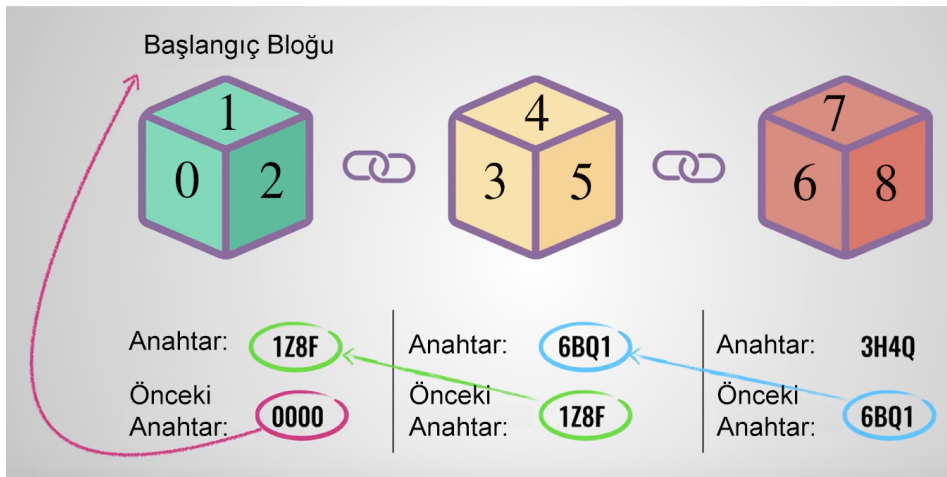 Başlangıç Bloğu
1
0 2
4
3 5
7
6 8
Anahtar: 1Z8F
Önceki
Anahtar: 0000
Anahtar: 6BQ1
Önceki
Anahtar: 1Z8F
Anahtar: 3H4Q
Önceki
Anahtar: 6BQ1